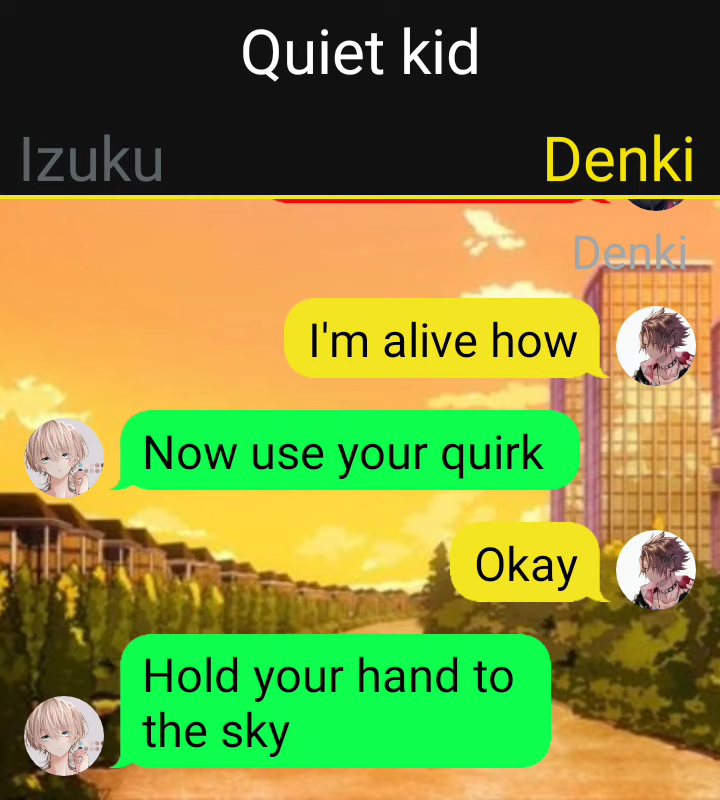 Quiet kid
Izuku
Denki
Denki
I'm alive how
Now use your quirk
Okay
Hold your hand to
the sky